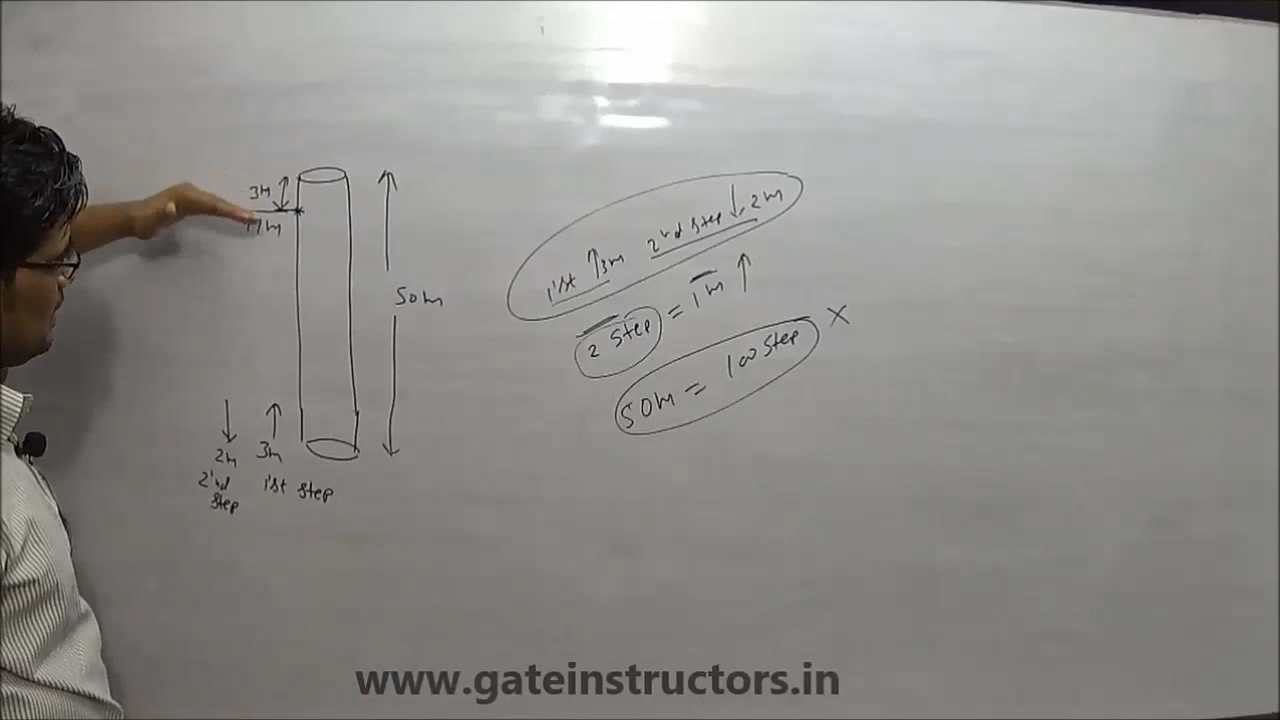 3m
50m
2m
2nd
step
3m
1st step
1st ↑3m 2nd step ↓2m
2 step = 1m ↑
50m = 100 step ×
www.gateinstructors.in